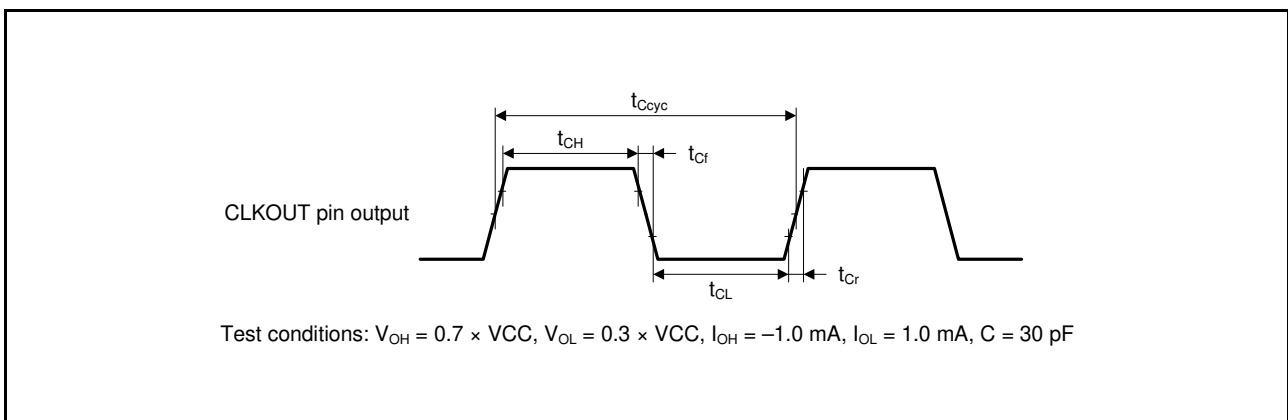 tCcyc
tCH
tCf
CLKOUT pin output
tCL
tCr
Test conditions: VOH = 0.7 × VCC, VOL = 0.3 × VCC, IOH = –1.0 mA, IOL = 1.0 mA, C = 30 pF